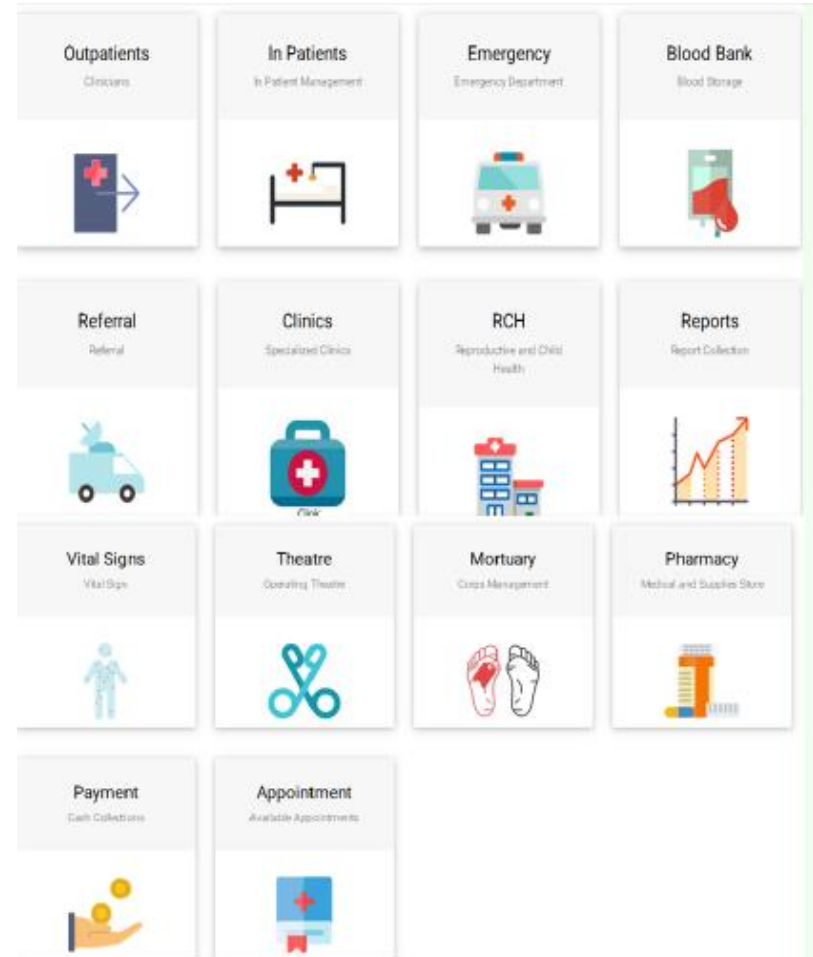 Outpatients
Clinicians
In Patients
In Patient Management
Emergency
Emergency Department
Blood Bank
Blood Storage
Referral
Referral
Clinics
Specialized Clinics
RCH
Reproductive and Child
Health
Reports
Report Collection
Clinic
Vital Signs
Vital Sign
Theatre
Operating Theatre
Mortuary
Corps Management
Pharmacy
Medical and Supplies Store
Payment
Cash Collections
Appointment
Available Appointments